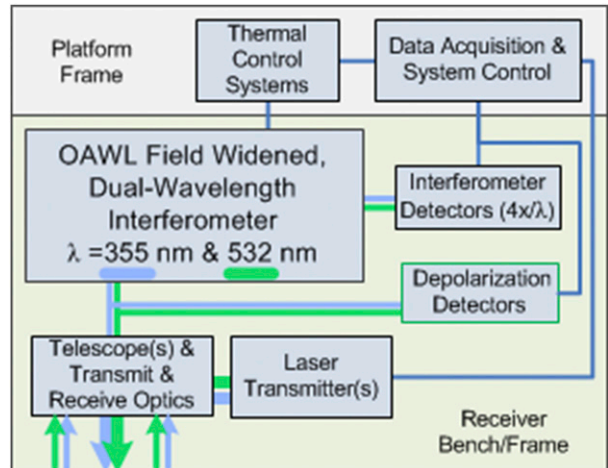 Platform
Frame
Thermal
Control
Systems
Data Acquisition &
System Control
OAWL Field Widened,
Dual-Wavelength
Interferometer
λ =355 nm & 532 nm
Interferometer
Detectors (4x/λ)
Depolarization
Detectors
Telescope(s) &
Transmit &
Receive Optics
Laser
Transmitter(s)
Receiver
Bench/Frame